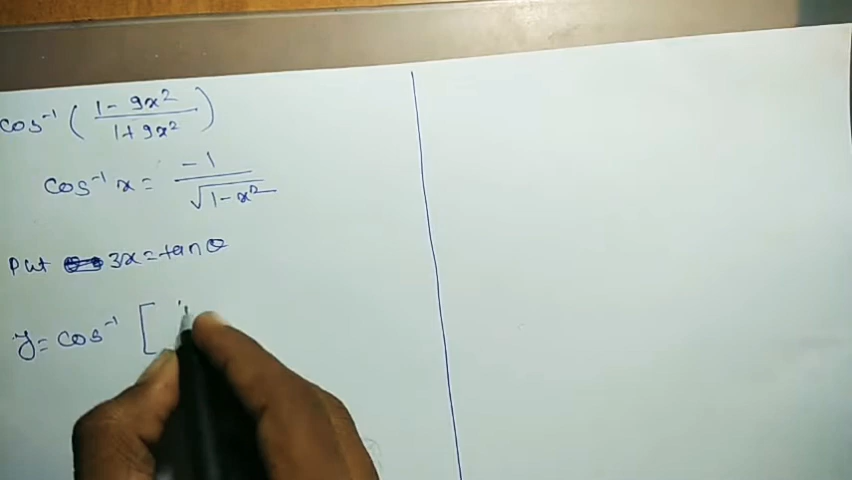 cos⁻¹ ( (1 - 9x²) / (1 + 9x²) )
cos⁻¹ x = -1 / √(1 - x²)
Put 3x = tan θ
y = cos⁻¹ [